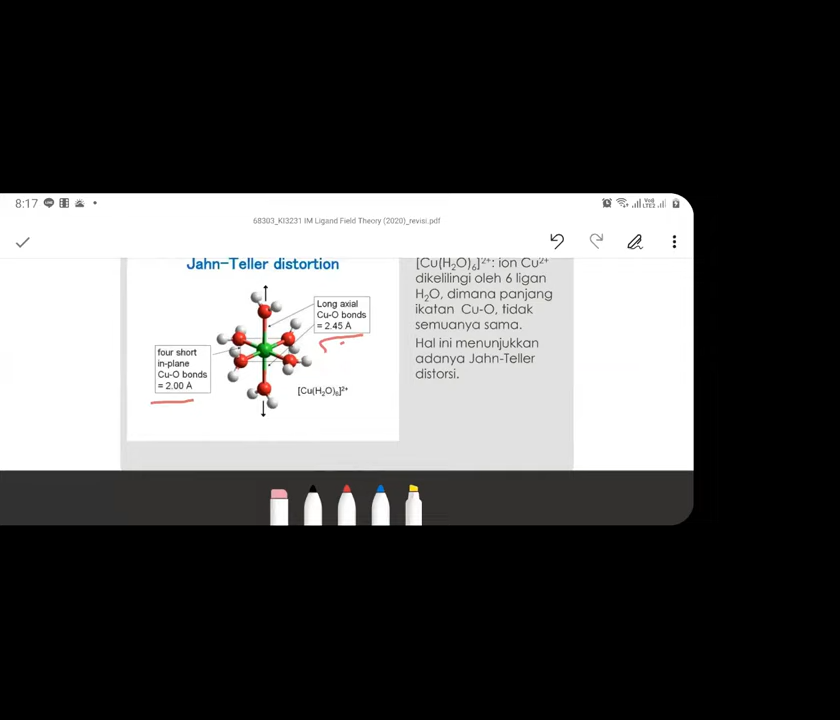 8:17
68303_KI3231 IM Ligand Field Theory (2020)_revisi.pdf
Jahn-Teller distortion
Long axial
Cu-O bonds
= 2.45 A
four short
in-plane
Cu-O bonds
= 2.00 A
[Cu(H₂O)₆]²⁺
[Cu(H₂O)₆]²⁺: ion Cu²⁺
dikelilingi oleh 6 ligan
H₂O, dimana panjang
ikatan Cu-O, tidak
semuanya sama.
Hal ini menunjukkan
adanya Jahn-Teller
distorsi.